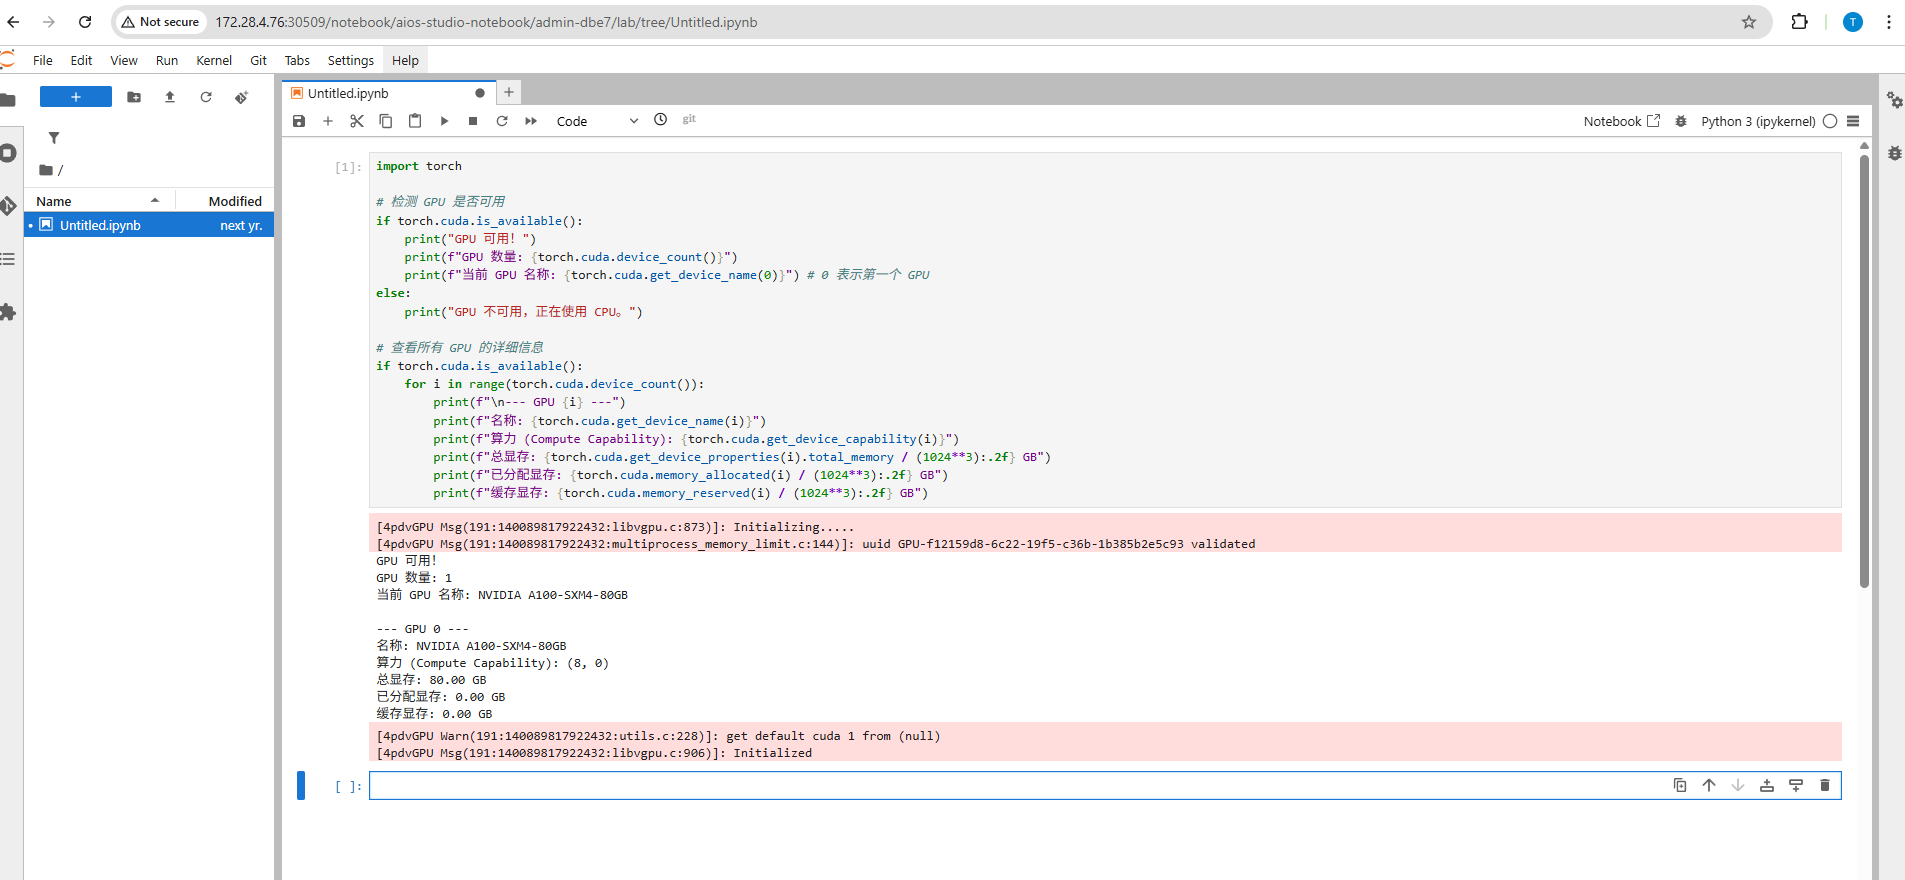 Not secure
172.28.4.76:30509/notebook/aios-studio-notebook/admin-dbe7/lab/tree/Untitled.ipynb
T
File Edit View Run Kernel Git Tabs Settings Help
/
Name Modified
Untitled.ipynb next yr.
Untitled.ipynb
Code
git
Notebook
Python 3 (ipykernel)
[1]:
import torch
# 检测 GPU 是否可用
if torch.cuda.is_available():
    print("GPU 可用！")
    print(f"GPU 数量: {torch.cuda.device_count()}")
    print(f"当前 GPU 名称: {torch.cuda.get_device_name(0)}") # 0 表示第一个 GPU
else:
    print("GPU 不可用，正在使用 CPU。")
# 查看所有 GPU 的详细信息
if torch.cuda.is_available():
    for i in range(torch.cuda.device_count()):
        print(f"\n--- GPU {i} ---")
        print(f"名称: {torch.cuda.get_device_name(i)}")
        print(f"算力 (Compute Capability): {torch.cuda.get_device_capability(i)}")
        print(f"总显存: {torch.cuda.get_device_properties(i).total_memory / (1024**3):.2f} GB")
        print(f"已分配显存: {torch.cuda.memory_allocated(i) / (1024**3):.2f} GB")
        print(f"缓存显存: {torch.cuda.memory_reserved(i) / (1024**3):.2f} GB")
[4pdvGPU Msg(191:140089817922432:libvgpu.c:873)]: Initializing.....
[4pdvGPU Msg(191:140089817922432:multiprocess_memory_limit.c:144)]: uuid GPU-f12159d8-6c22-19f5-c36b-1b385b2e5c93 validated
GPU 可用！
GPU 数量: 1
当前 GPU 名称: NVIDIA A100-SXM4-80GB
--- GPU 0 ---
名称: NVIDIA A100-SXM4-80GB
算力 (Compute Capability): (8, 0)
总显存: 80.00 GB
已分配显存: 0.00 GB
缓存显存: 0.00 GB
[4pdvGPU Warn(191:140089817922432:utils.c:228)]: get default cuda 1 from (null)
[4pdvGPU Msg(191:140089817922432:libvgpu.c:906)]: Initialized
[ ]: